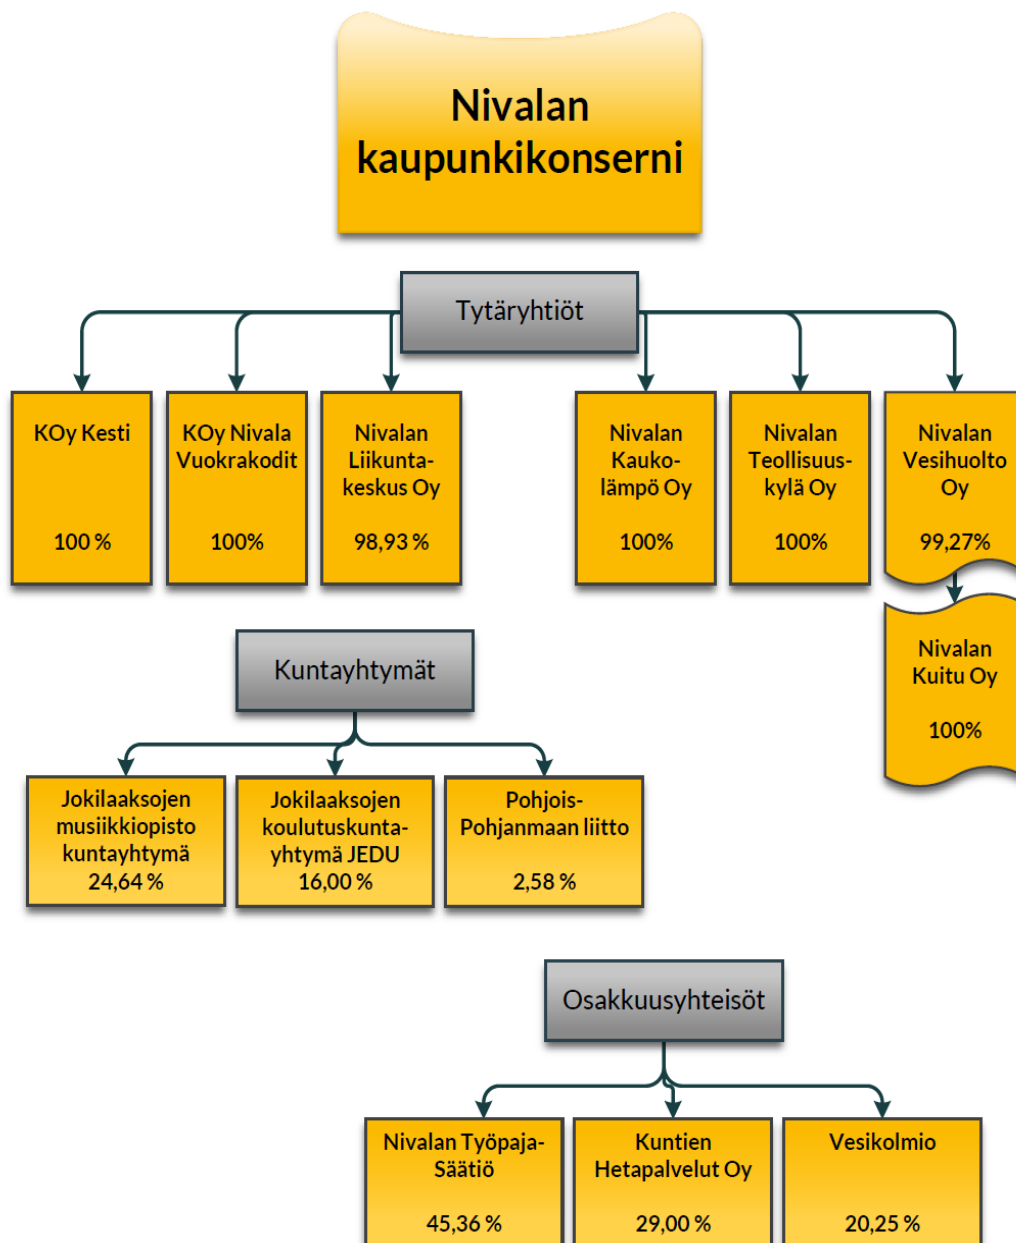 Nivalan
kaupunkikonserni
Tytäryhtiöt
KOy Kesti
100 %
KOy Nivala
Vuokrakodit
100%
Nivalan
Liikunta-
keskus Oy
98,93 %
Nivalan
Kauko-
lämpö Oy
100%
Nivalan
Teollisuus-
kylä Oy
100%
Nivalan
Vesihuolto
Oy
99,27%
Nivalan
Kuitu Oy
100%
Kuntayhtymät
Jokilaaksojen
musiikkiopisto
kuntayhtymä
24,64 %
Jokilaaksojen
koulutuskunta-
yhtymä JEDU
16,00 %
Pohjois-
Pohjanmaan liitto
2,58 %
Osakkuusyhteisöt
Nivalan Työpaja-
Säätiö
45,36 %
Kuntien
Hetapalvelut Oy
29,00 %
Vesikolmio
20,25 %